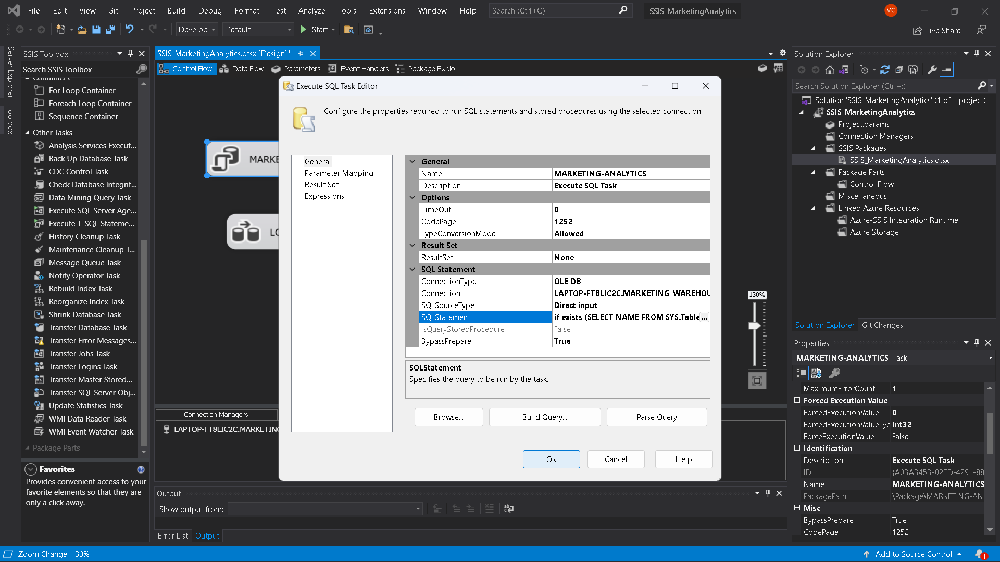 File Edit View Git Project Build Debug Format Test Analyze Tools Extensions Window Help Search (Ctrl+Q) SSIS_MarketingAnalytics VC
Develop Default Start Live Share
Server Explorer
Toolbox
SSIS Toolbox
Search SSIS Toolbox
Containers
For Loop Container
Foreach Loop Container
Sequence Container
Other Tasks
Analysis Services Execut...
Back Up Database Task
CDC Control Task
Check Database Integrit...
Data Mining Query Task
Execute SQL Server Age...
Execute T-SQL Stateme...
History Cleanup Task
Maintenance Cleanup T...
Message Queue Task
Notify Operator Task
Rebuild Index Task
Reorganize Index Task
Shrink Database Task
Transfer Database Task
Transfer Error Messages...
Transfer Jobs Task
Transfer Logins Task
Transfer Master Stored...
Transfer SQL Server Obj...
Update Statistics Task
WMI Data Reader Task
WMI Event Watcher Task
Package Parts
Favorites
Provides convenient access to your
favorite elements so that they are
only a click away.
SSIS_MarketingAnalytics.dtsx [Design]*
Control Flow Data Flow Parameters Event Handlers Package Explo...
MARKE
LO
130%
Execute SQL Task Editor
Configure the properties required to run SQL statements and stored procedures using the selected connection.
General
Parameter Mapping
Result Set
Expressions
General
Name MARKETING-ANALYTICS
Description Execute SQL Task
Options
TimeOut 0
CodePage 1252
TypeConversionMode Allowed
Result Set
ResultSet None
SQL Statement
ConnectionType OLE DB
Connection LAPTOP-FT8LIC2C.MARKETING_WAREHOU
SQLSourceType Direct input
SQLStatement if exists (SELECT NAME FROM SYS.Table ...
IsQueryStoredProcedure False
BypassPrepare True
SQLStatement
Specifies the query to be run by the task.
Browse... Build Query... Parse Query
OK Cancel Help
Connection Managers
LAPTOP-FT8LIC2C.MARKETING
Output
Show output from:
Error List Output
Solution Explorer
Search Solution Explorer (Ctrl+;)
Solution 'SSIS_MarketingAnalytics' (1 of 1 project)
SSIS_MarketingAnalytics
Project.params
Connection Managers
SSIS Packages
SSIS_MarketingAnalytics.dtsx
Package Parts
Control Flow
Miscellaneous
Linked Azure Resources
Azure-SSIS Integration Runtime
Azure Storage
Solution Explorer Git Changes
Properties
MARKETING-ANALYTICS Task
MaximumErrorCount 1
Forced Execution Value
ForcedExecutionValue 0
ForcedExecutionValueTyp Int32
ForceExecutionValue False
Identification
Description Execute SQL Task
ID {A0BAB45B-02ED-4291-88
Name MARKETING-ANALYTICS
PackagePath \Package\MARKETING-AN
Misc
BypassPrepare True
CodePage 1252
Zoom Change: 130% Add to Source Control 1